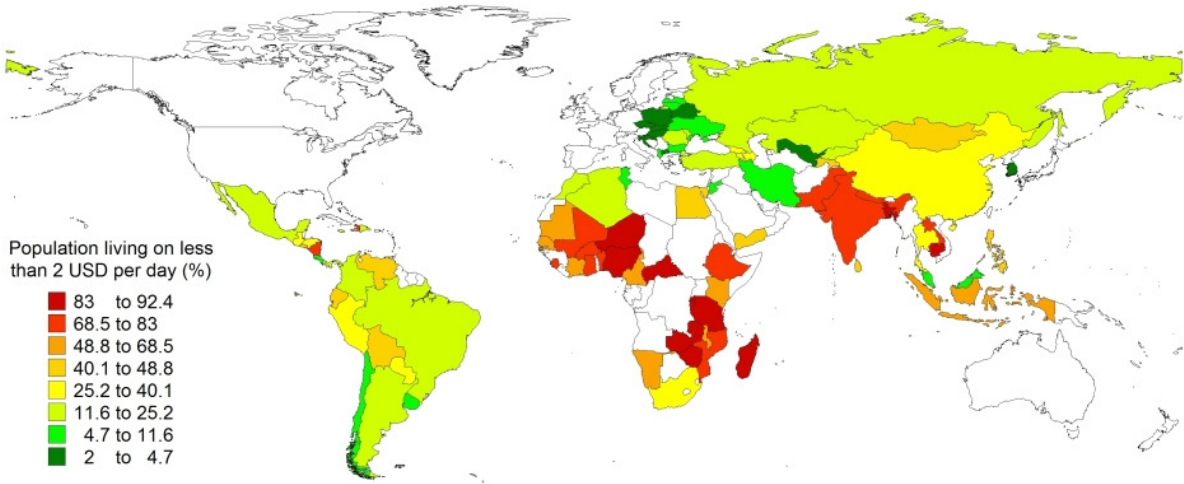 Population living on less
than 2 USD per day (%)
83 to 92.4
68.5 to 83
48.8 to 68.5
40.1 to 48.8
25.2 to 40.1
11.6 to 25.2
4.7 to 11.6
2 to 4.7